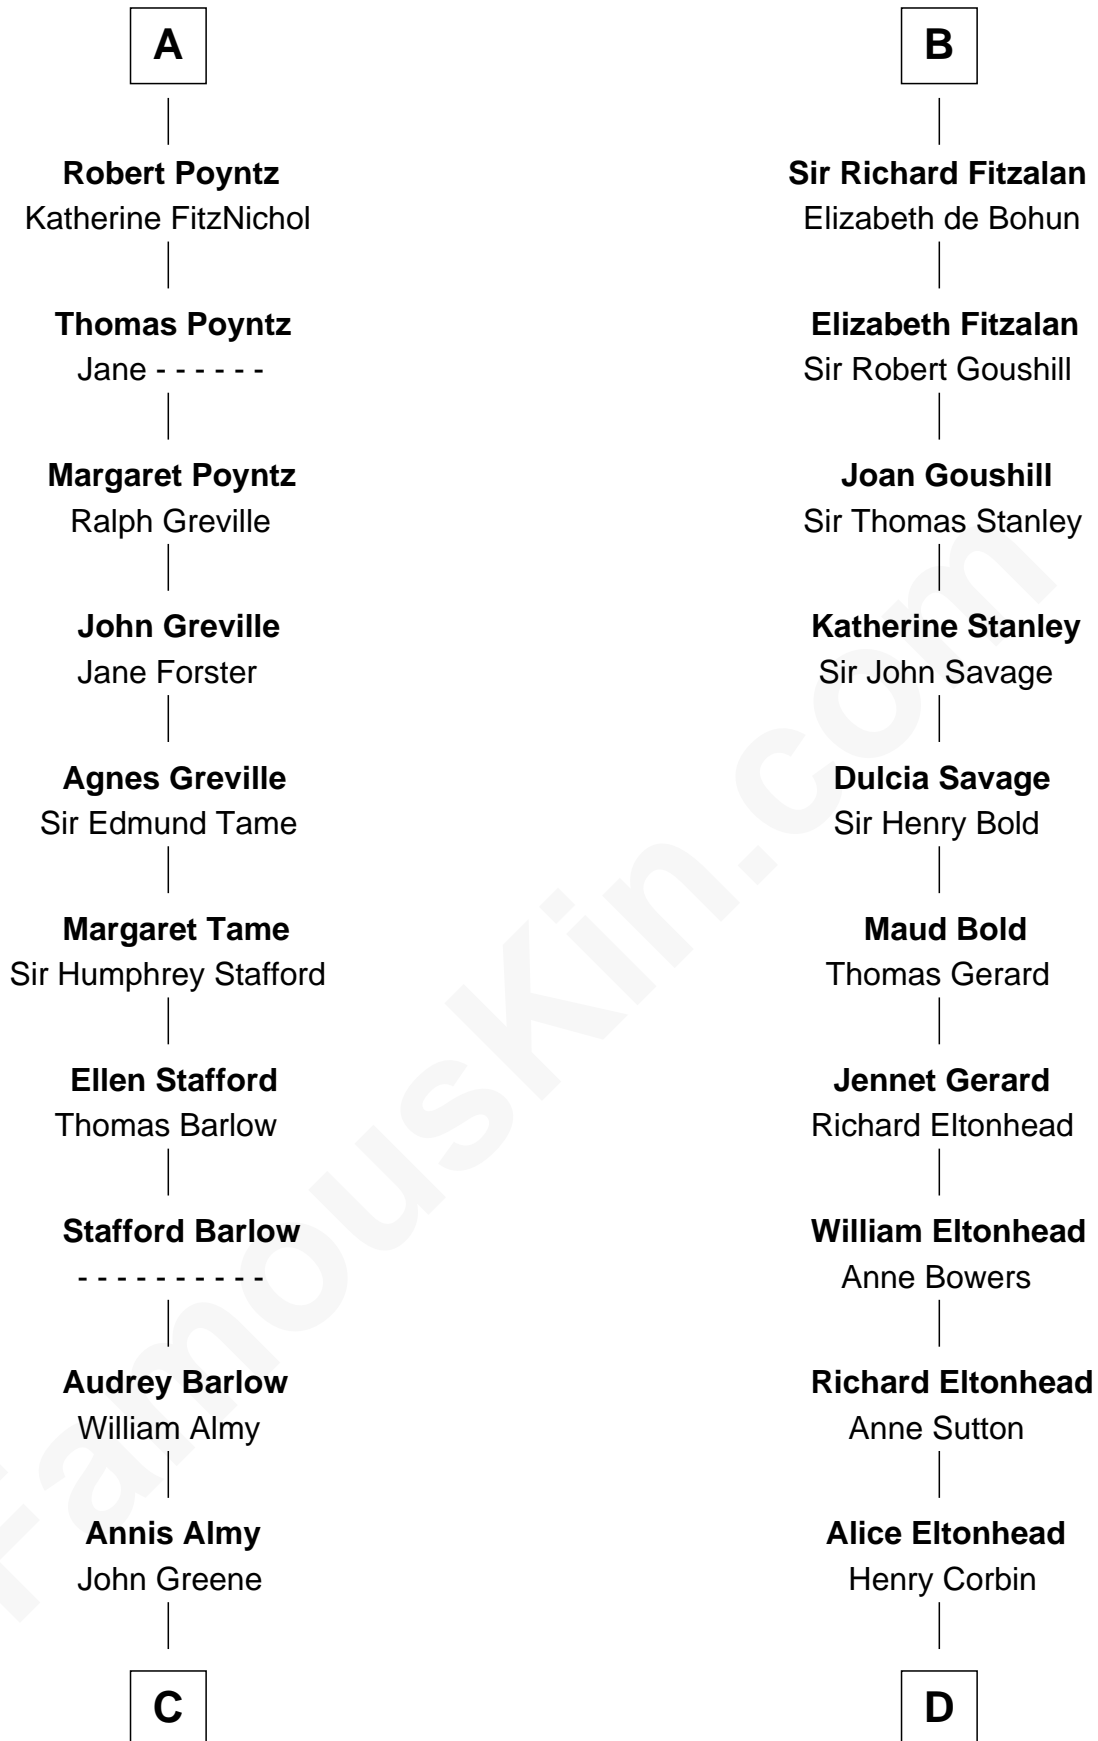 A
Robert Poyntz
Katherine FitzNichol
Thomas Poyntz
Jane - - - - - -
Margaret Poyntz
Ralph Greville
John Greville
Jane Forster
Agnes Greville
Sir Edmund Tame
Margaret Tame
Sir Humphrey Stafford
Ellen Stafford
Thomas Barlow
Stafford Barlow
- - - - - - - - - -
Audrey Barlow
William Almy
Annis Almy
John Greene
C
B
Sir Richard Fitzalan
Elizabeth de Bohun
Elizabeth Fitzalan
Sir Robert Goushill
Joan Goushill
Sir Thomas Stanley
Katherine Stanley
Sir John Savage
Dulcia Savage
Sir Henry Bold
Maud Bold
Thomas Gerard
Jennet Gerard
Richard Eltonhead
William Eltonhead
Anne Bowers
Richard Eltonhead
Anne Sutton
Alice Eltonhead
Henry Corbin
D
FamousKin.com